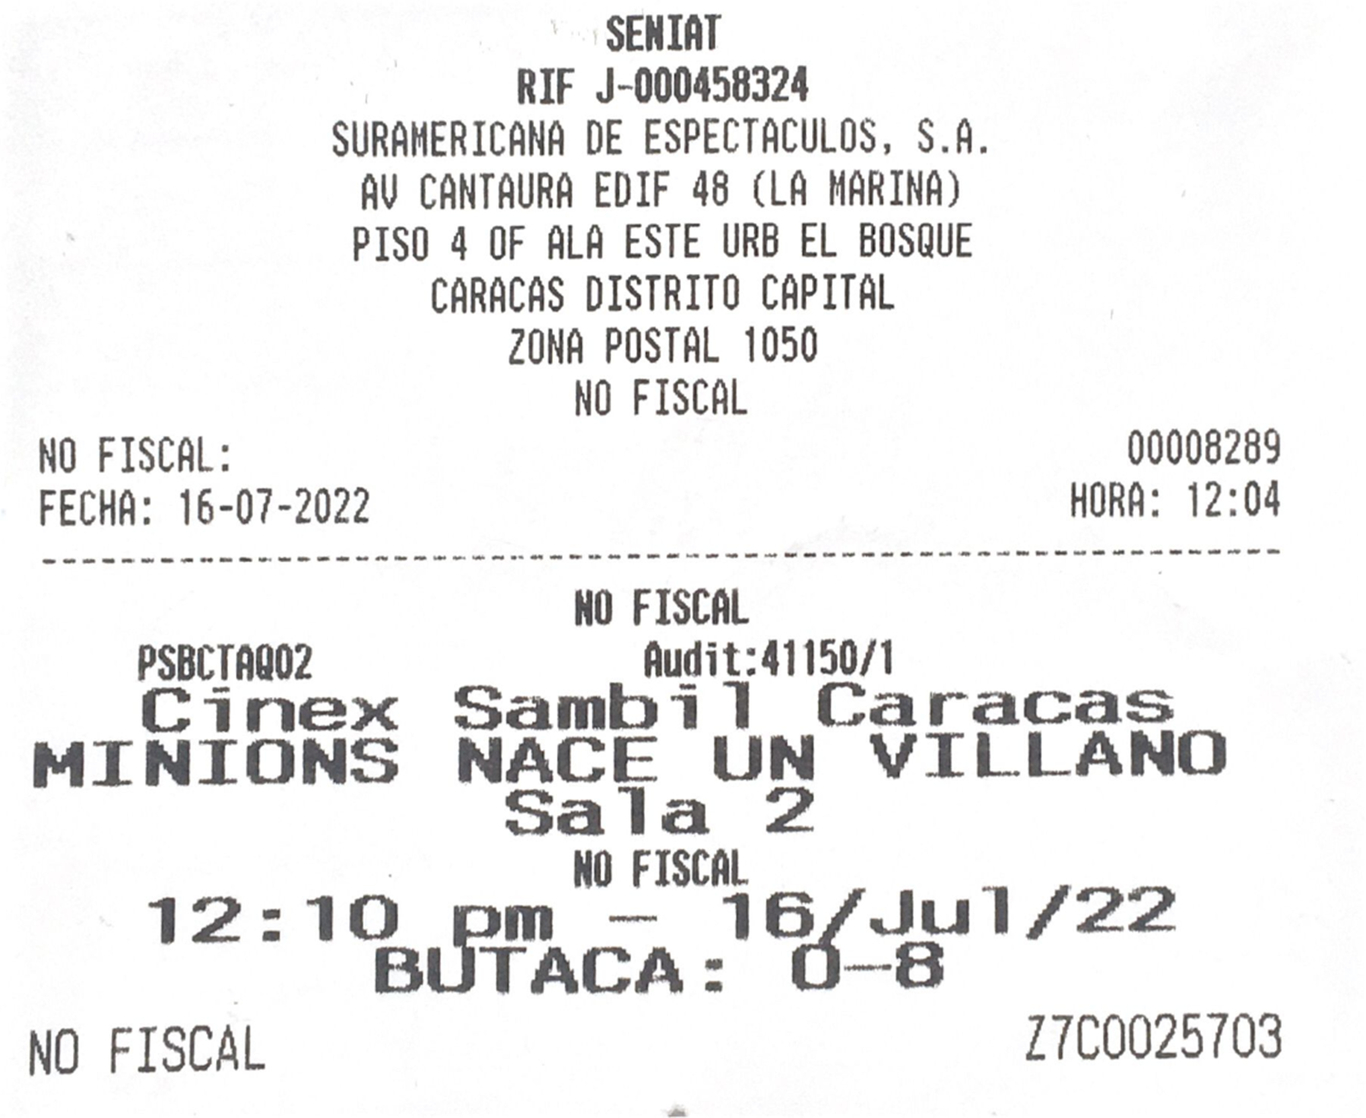 SENIAT
RIF J-000458324
SURAMERICANA DE ESPECTACULOS, S.A.
AV CANTAURA EDIF 48 (LA MARINA)
PISO 4 OF ALA ESTE URB EL BOSQUE
CARACAS DISTRITO CAPITAL
ZONA POSTAL 1050
NO FISCAL
NO FISCAL: 00008289
FECHA: 16-07-2022 HORA: 12:04
NO FISCAL
PSBCTAQ02 Audit:41150/1
Cinex Sambil Caracas
MINIONS NACE UN VILLANO
Sala 2
NO FISCAL
12:10 pm - 16/Jul/22
BUTACA: O-8
NO FISCAL Z7C0025703